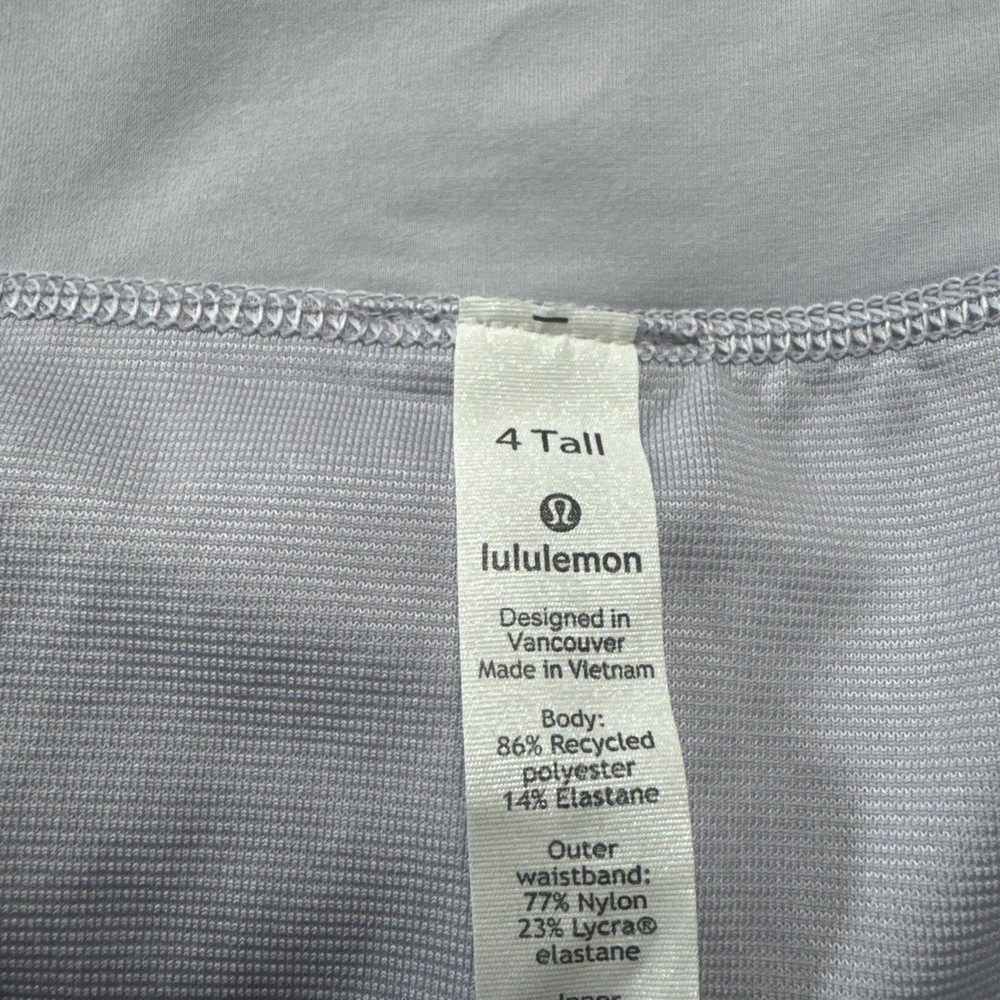 4 Tall
lululemon
Designed in
Vancouver
Made in Vietnam
Body:
86% Recycled
polyester
14% Elastane
Outer
waistband:
77% Nylon
23% Lycra®
elastane